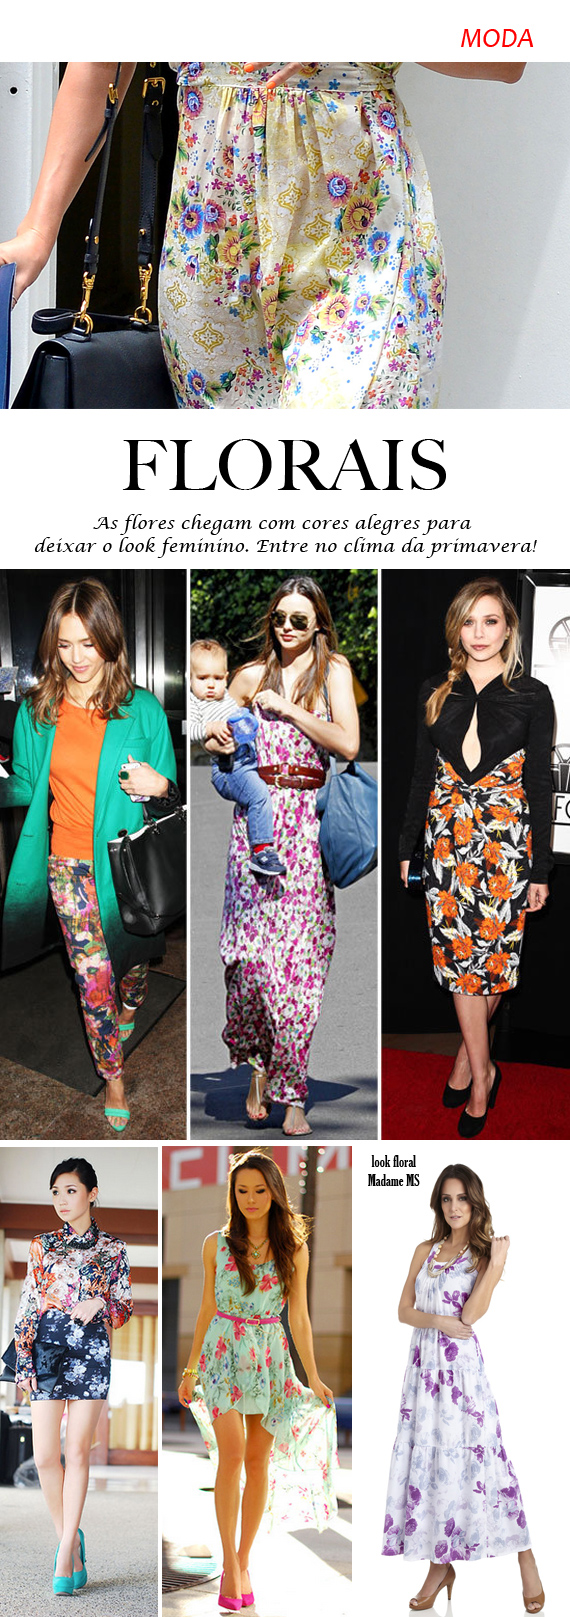 MODA
FLORAIS
As flores chegam com cores alegres para
deixar o look feminino. Entre no clima da primavera!
look floral
Madame MS